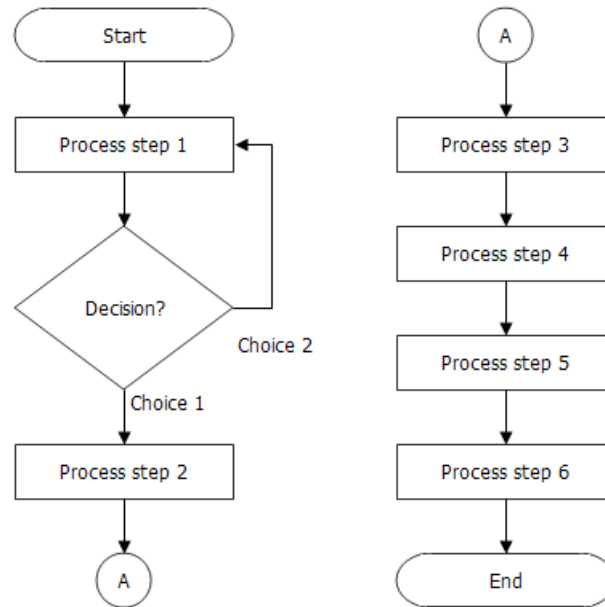 Start
Process step 1
Decision?
Choice 2
Choice 1
Process step 2
A
A
Process step 3
Process step 4
Process step 5
Process step 6
End